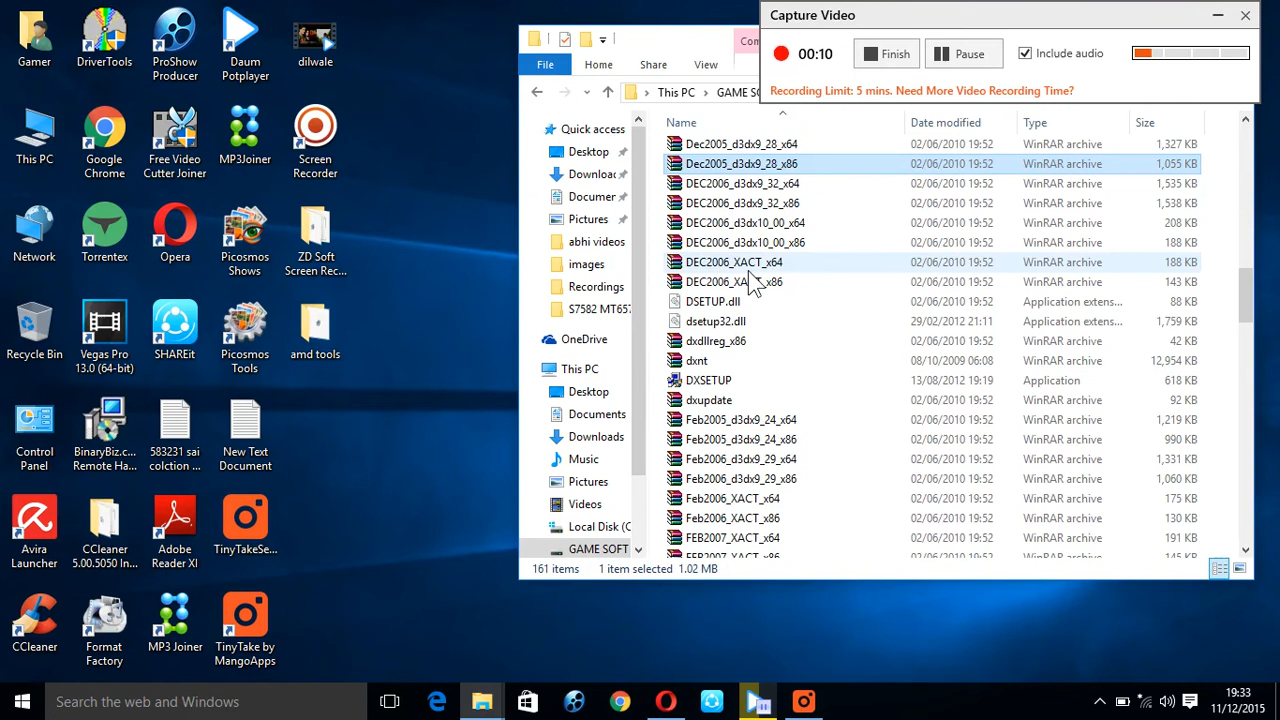 Gamer
DriverTools
ProShow
Producer
Daum
Potplayer
dilwale
This PC
Google
Chrome
Free Video
Cutter Joiner
MP3Joiner
Screen
Recorder
Network
Torrentex
Opera
Picosmos
Shows
ZD Soft
Screen Rec...
Recycle Bin
Vegas Pro
13.0 (64-bit)
SHAREit
Picosmos
Tools
amd tools
Control
Panel
BinaryBiz.c...
Remote Ha...
583231 sai
colction ...
New Text
Document
Avira
Launcher
CCleaner
5.00.5050 In...
Adobe
Reader XI
TinyTakeSe...
CCleaner
Format
Factory
MP3 Joiner
TinyTake by
MangoApps
Capture Video
00:10
Finish
Pause
Include audio
Recording Limit: 5 mins. Need More Video Recording Time?
File
Home
Share
View
This PC
GAME SO
Quick access
Desktop
Download
Documen
Pictures
abhi videos
images
Recordings
S7582 MT657
OneDrive
This PC
Desktop
Documents
Downloads
Music
Pictures
Videos
Local Disk (C
GAME SOFT
Name Date modified Type Size
Dec2005_d3dx9_28_x64 02/06/2010 19:52 WinRAR archive 1,327 KB
Dec2005_d3dx9_28_x86 02/06/2010 19:52 WinRAR archive 1,055 KB
DEC2006_d3dx9_32_x64 02/06/2010 19:52 WinRAR archive 1,535 KB
DEC2006_d3dx9_32_x86 02/06/2010 19:52 WinRAR archive 1,538 KB
DEC2006_d3dx10_00_x64 02/06/2010 19:52 WinRAR archive 208 KB
DEC2006_d3dx10_00_x86 02/06/2010 19:52 WinRAR archive 188 KB
DEC2006_XACT_x64 02/06/2010 19:52 WinRAR archive 188 KB
DEC2006_XACT_x86 02/06/2010 19:52 WinRAR archive 143 KB
DSETUP.dll 02/06/2010 19:52 Application extens... 88 KB
dsetup32.dll 29/02/2012 21:11 Application extens... 1,759 KB
dxdllreg_x86 02/06/2010 19:52 WinRAR archive 42 KB
dxnt 08/10/2009 06:08 WinRAR archive 12,954 KB
DXSETUP 13/08/2012 19:19 Application 618 KB
dxupdate 02/06/2010 19:52 WinRAR archive 92 KB
Feb2005_d3dx9_24_x64 02/06/2010 19:52 WinRAR archive 1,219 KB
Feb2005_d3dx9_24_x86 02/06/2010 19:52 WinRAR archive 990 KB
Feb2006_d3dx9_29_x64 02/06/2010 19:52 WinRAR archive 1,331 KB
Feb2006_d3dx9_29_x86 02/06/2010 19:52 WinRAR archive 1,060 KB
Feb2006_XACT_x64 02/06/2010 19:52 WinRAR archive 175 KB
Feb2006_XACT_x86 02/06/2010 19:52 WinRAR archive 130 KB
FEB2007_XACT_x64 02/06/2010 19:52 WinRAR archive 191 KB
FEB2007_XACT_x86 02/06/2010 19:52 WinRAR archive 145 KB
161 items 1 item selected 1.02 MB
Search the web and Windows
19:33
11/12/2015